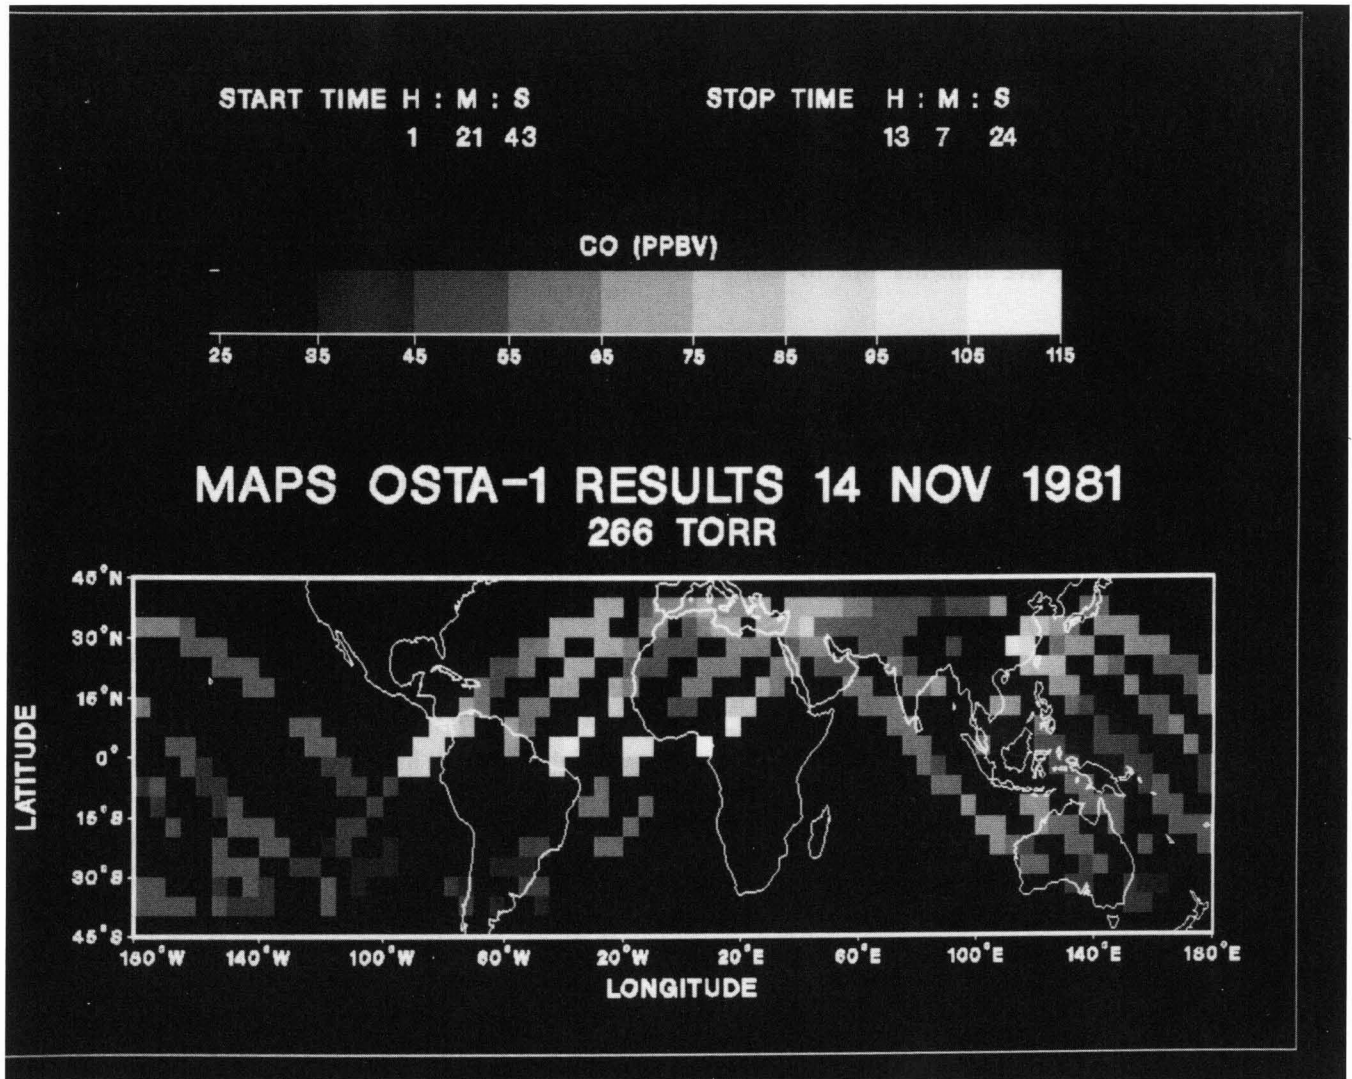 START TIME H : M : S STOP TIME H : M : S
1 21 43 13 7 24
CO (PPBV)
25 35 45 55 65 75 85 95 105 115
MAPS OSTA-1 RESULTS 14 NOV 1981
266 TORR
45°N
30°N
15°N
0°
15°S
30°S
45°S
LATITUDE
180°W 140°W 100°W 60°W 20°W 20°E 60°E 100°E 140°E 180°E
LONGITUDE